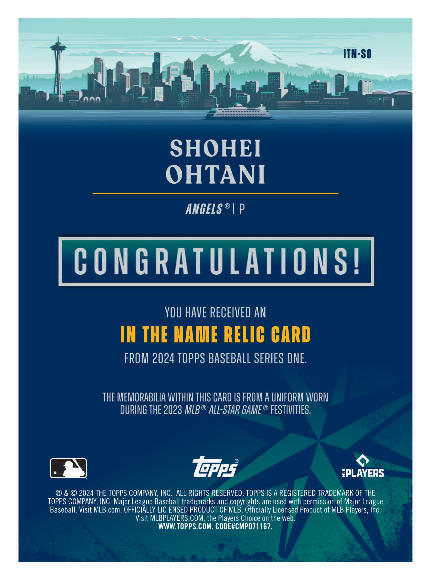 ITN-SO
SHOHEI
OHTANI
ANGELS® | P
CONGRATULATIONS!
YOU HAVE RECEIVED AN
IN THE NAME RELIC CARD
FROM 2024 TOPPS BASEBALL SERIES ONE.
THE MEMORABILIA WITHIN THIS CARD IS FROM A UNIFORM WORN
DURING THE 2023 MLB® ALL-STAR GAME® FESTIVITIES.
Topps®
MLB PLAYERS
® & © 2024 THE TOPPS COMPANY, INC. ALL RIGHTS RESERVED. TOPPS IS A REGISTERED TRADEMARK OF THE
TOPPS COMPANY, INC. Major League Baseball trademarks and copyrights are used with permission of Major League
Baseball. Visit MLB.com. OFFICIALLY LICENSED PRODUCT OF MLB. Officially Licensed Product of MLB Players, Inc.
Visit MLBPLAYERS.COM, the Players Choice on the web.
WWW.TOPPS.COM. CODE#CMP071167.